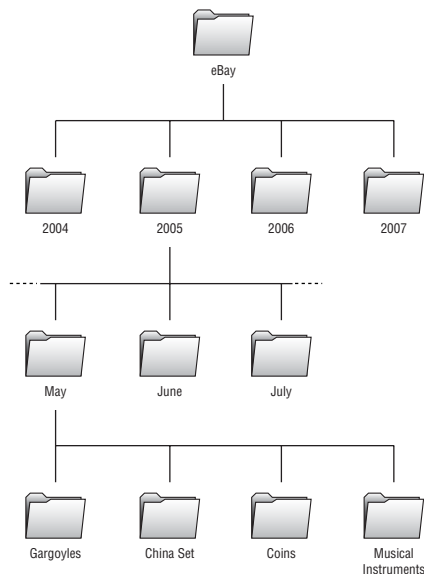 eBay
2004
2005
2006
2007
May
June
July
Gargoyles
China Set
Coins
Musical
Instruments